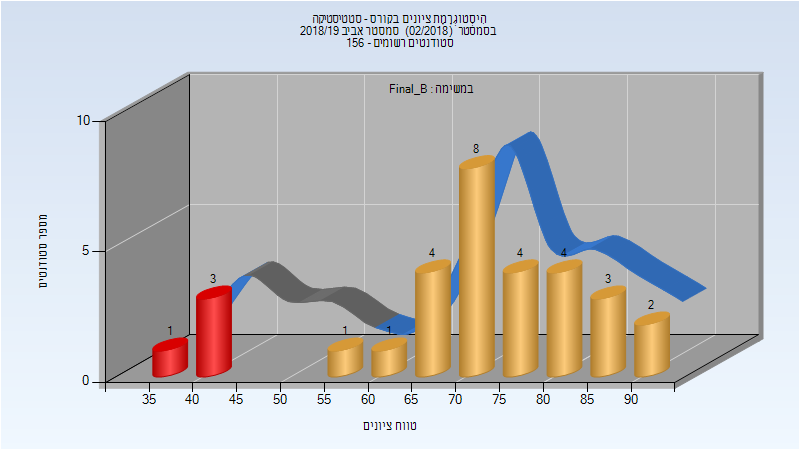 היסטוגרמת ציונים בקורס - סטטיסטיקה
בסמסטר (02/2018) סמסטר אביב 2018/19
סטודנטים רשומים - 156
במשימה : Final_B
מספר סטודנטים
10
5
0
1
3
1
1
4
8
4
4
3
2
35 40 45 50 55 60 65 70 75 80 85 90
טווח ציונים